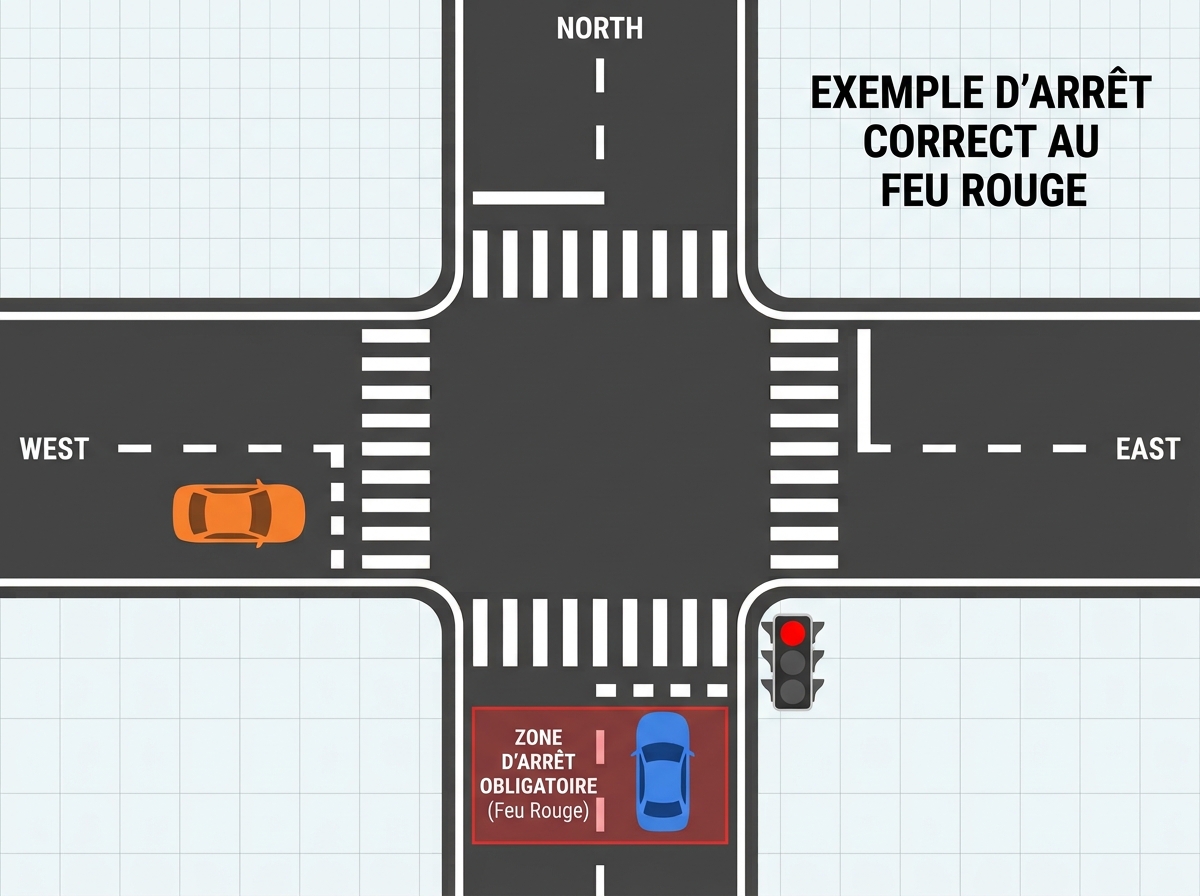 NORTH
EXEMPLE D’ARRÊT
CORRECT AU
FEU ROUGE
WEST
EAST
ZONE
D’ARRÊT
OBLIGATOIRE
(Feu Rouge)